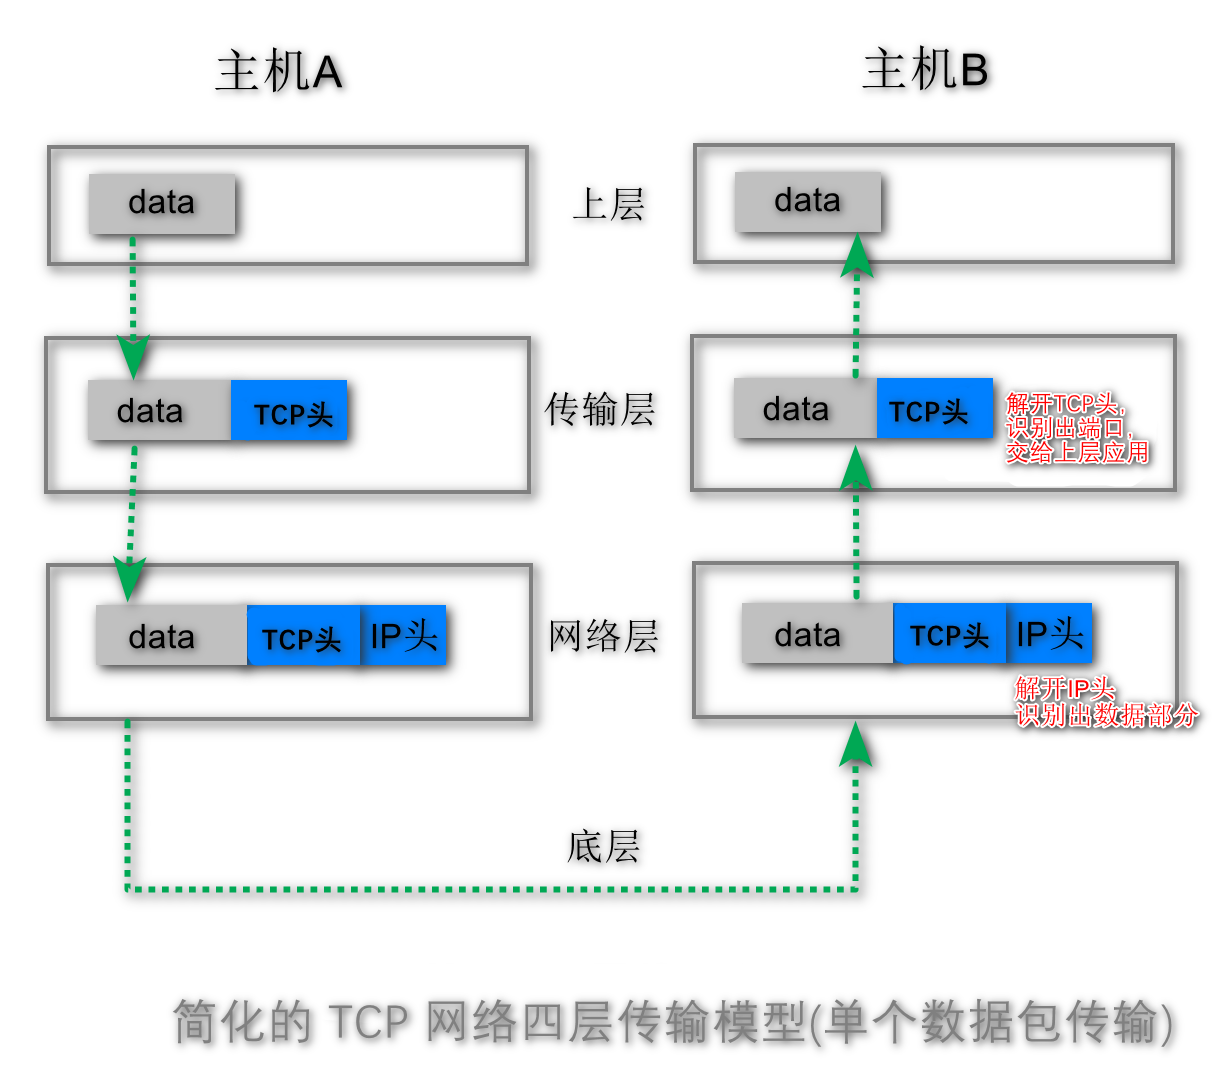 主机A
主机B
data
上层
data
data
TCP头
传输层
data
TCP头
解开TCP头,
识别出端口,
交给上层应用
data
TCP头
IP头
网络层
data
TCP头
IP头
解开IP头
识别出数据部分
底层
简化的 TCP 网络四层传输模型(单个数据包传输)